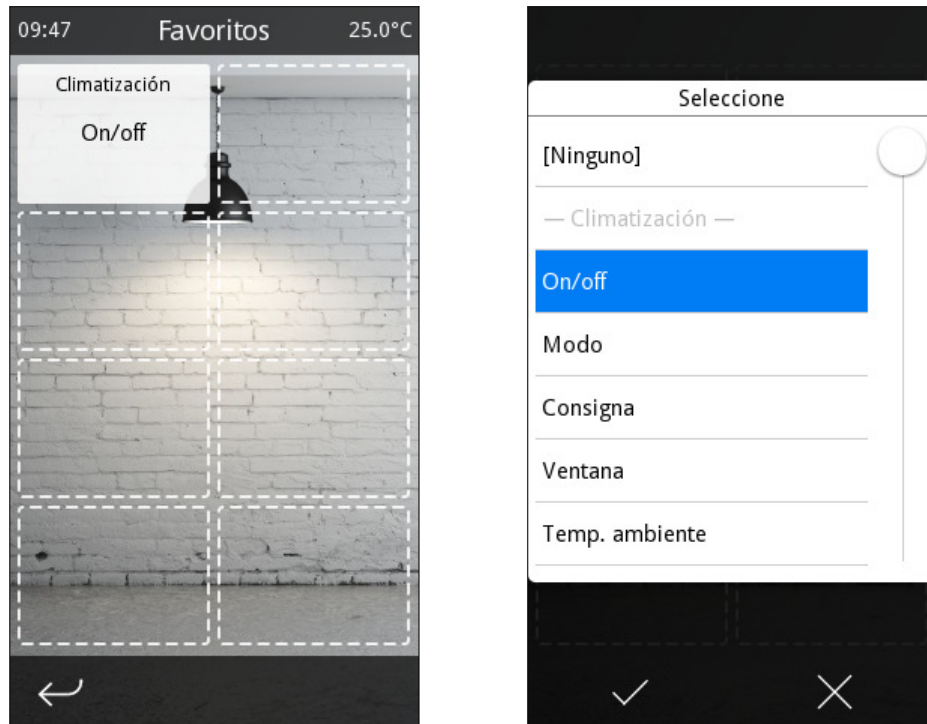 09:47 Favoritos 25.0°C
Climatización
On/off
Seleccione
[Ninguno]
— Climatización —
On/off
Modo
Consigna
Ventana
Temp. ambiente